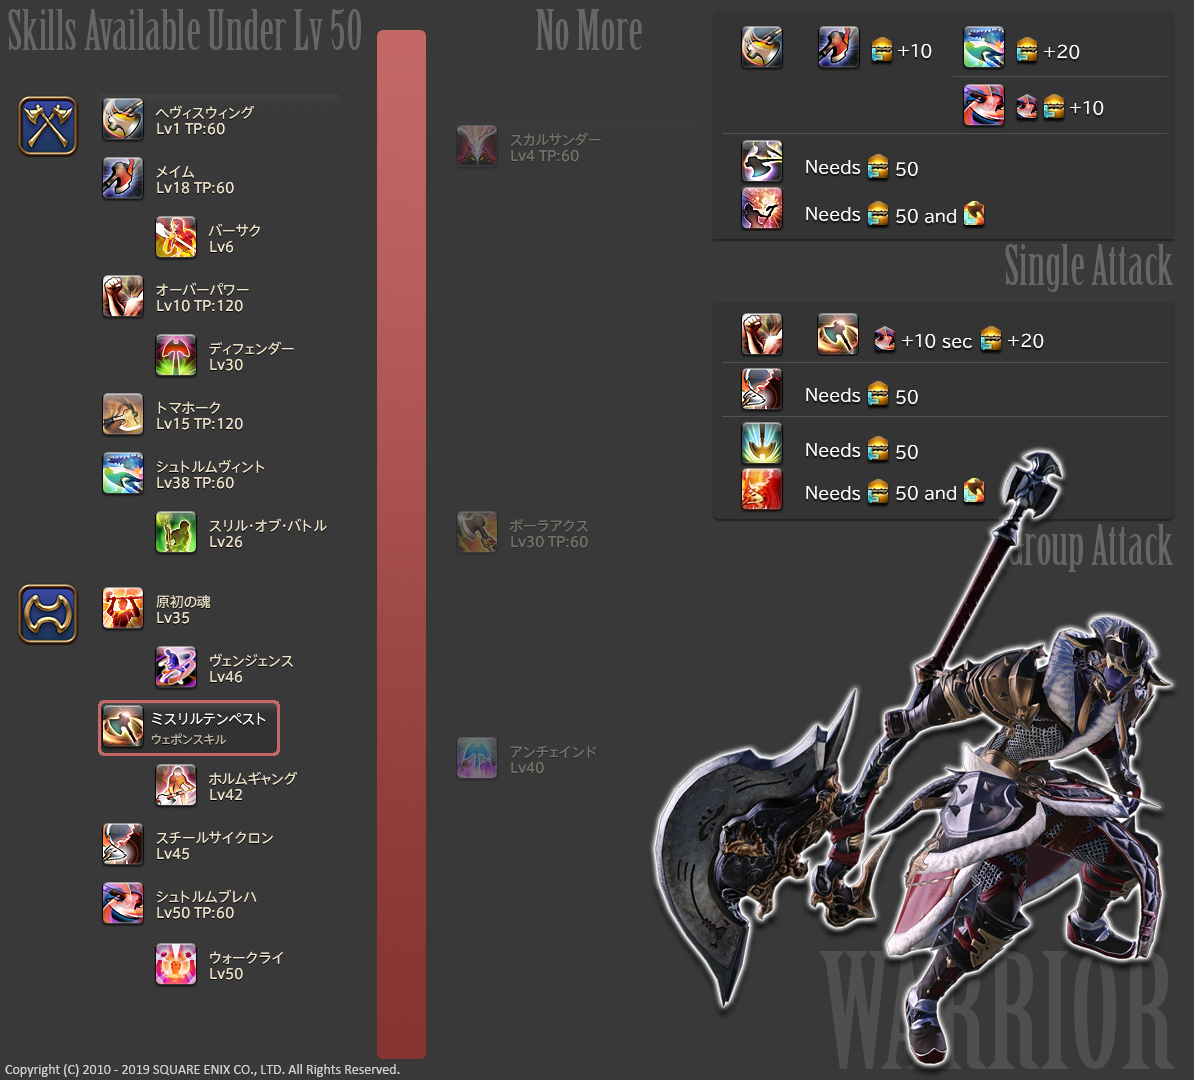 Skills Available Under Lv 50
ヘヴィスウィング
Lv1 TP:60
メイム
Lv18 TP:60
バーサク
Lv6
オーバーパワー
Lv10 TP:120
ディフェンダー
Lv30
トマホーク
Lv15 TP:120
シュトルムヴィント
Lv38 TP:60
スリル・オブ・バトル
Lv26
原初の魂
Lv35
ヴェンジェンス
Lv46
ミスリルテンペスト
ウェポンスキル
ホルムギャング
Lv42
スチールサイクロン
Lv45
シュトルムブレハ
Lv50 TP:60
ウォークライ
Lv50
No More
スカルサンダー
Lv4 TP:60
ボーラアクス
Lv30 TP:60
アンチェインド
Lv40
+10 +20
+10
Needs 50
Needs 50 and
Single Attack
+10 sec +20
Needs 50
Needs 50
Needs 50 and
Group Attack
WARRIOR
Copyright (C) 2010 - 2019 SQUARE ENIX CO., LTD. All Rights Reserved.